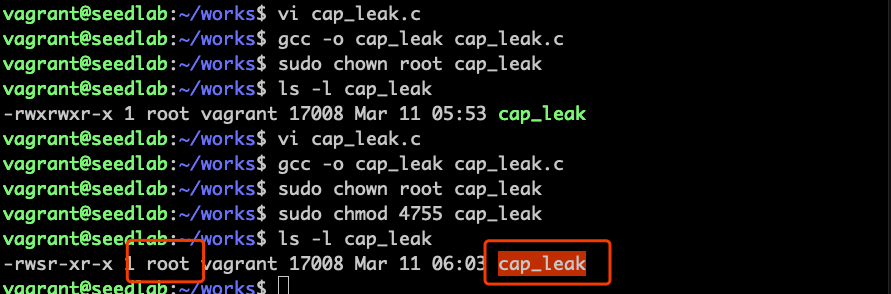 vagrant@seedlab:~/works$ vi cap_leak.c
vagrant@seedlab:~/works$ gcc -o cap_leak cap_leak.c
vagrant@seedlab:~/works$ sudo chown root cap_leak
vagrant@seedlab:~/works$ ls -l cap_leak
-rwxrwxr-x 1 root vagrant 17008 Mar 11 05:53 cap_leak
vagrant@seedlab:~/works$ vi cap_leak.c
vagrant@seedlab:~/works$ gcc -o cap_leak cap_leak.c
vagrant@seedlab:~/works$ sudo chown root cap_leak
vagrant@seedlab:~/works$ sudo chmod 4755 cap_leak
vagrant@seedlab:~/works$ ls -l cap_leak
-rwsr-xr-x 1 root vagrant 17008 Mar 11 06:03 cap_leak
vagrant@seedlab:~/works$